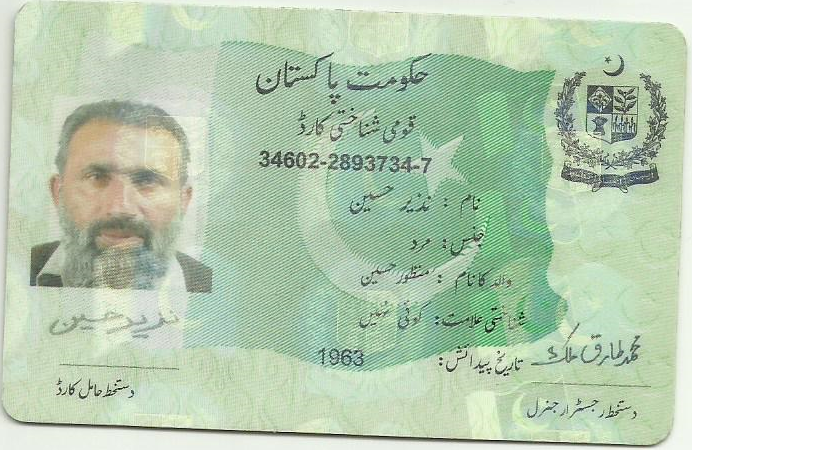 حکومت پاکستان
قومی شناختی کارڈ
34602-2893734-7
نام : نذیر حسین
جنس: مرد
والد کا نام : منظور حسین
شناختی علامت: کوئی نہیں
تاریخ پیدائش: 1963
نذیر حسین
محمد طارق ملک
دستخط حامل کارڈ
دستخط رجسٹرار جنرل